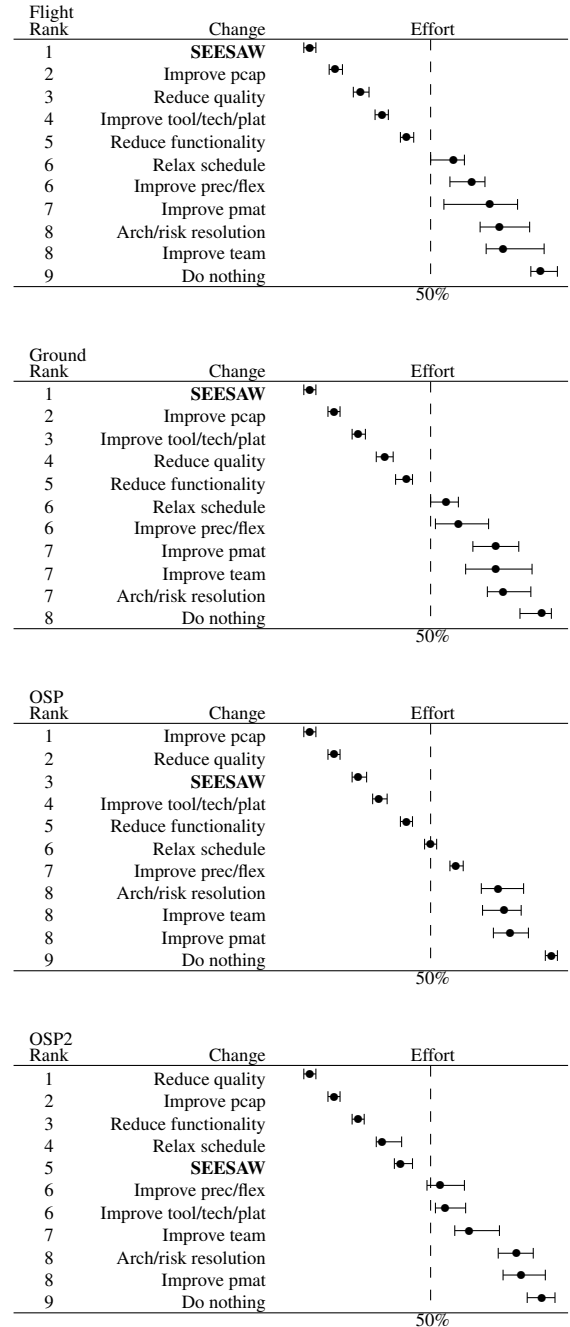 Flight
Rank Change Effort
1 SEESAW
2 Improve pcap
3 Reduce quality
4 Improve tool/tech/plat
5 Reduce functionality
6 Relax schedule
6 Improve prec/flex
7 Improve pmat
8 Arch/risk resolution
8 Improve team
9 Do nothing
50%
Ground
Rank Change Effort
1 SEESAW
2 Improve pcap
3 Improve tool/tech/plat
4 Reduce quality
5 Reduce functionality
6 Relax schedule
6 Improve prec/flex
7 Improve pmat
7 Improve team
7 Arch/risk resolution
8 Do nothing
50%
OSP
Rank Change Effort
1 Improve pcap
2 Reduce quality
3 SEESAW
4 Improve tool/tech/plat
5 Reduce functionality
6 Relax schedule
7 Improve prec/flex
8 Arch/risk resolution
8 Improve team
8 Improve pmat
9 Do nothing
50%
OSP2
Rank Change Effort
1 Reduce quality
2 Improve pcap
3 Reduce functionality
4 Relax schedule
5 SEESAW
6 Improve prec/flex
6 Improve tool/tech/plat
7 Improve team
8 Arch/risk resolution
8 Improve pmat
9 Do nothing
50%